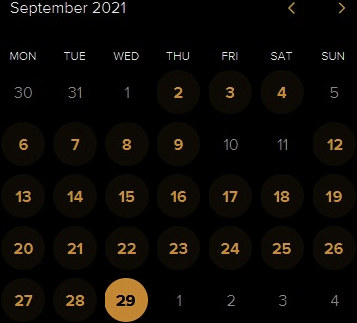 September 2021
MON TUE WED THU FRI SAT SUN
30 31 1 2 3 4 5
6 7 8 9 10 11 12
13 14 15 16 17 18 19
20 21 22 23 24 25 26
27 28 29 1 2 3 4